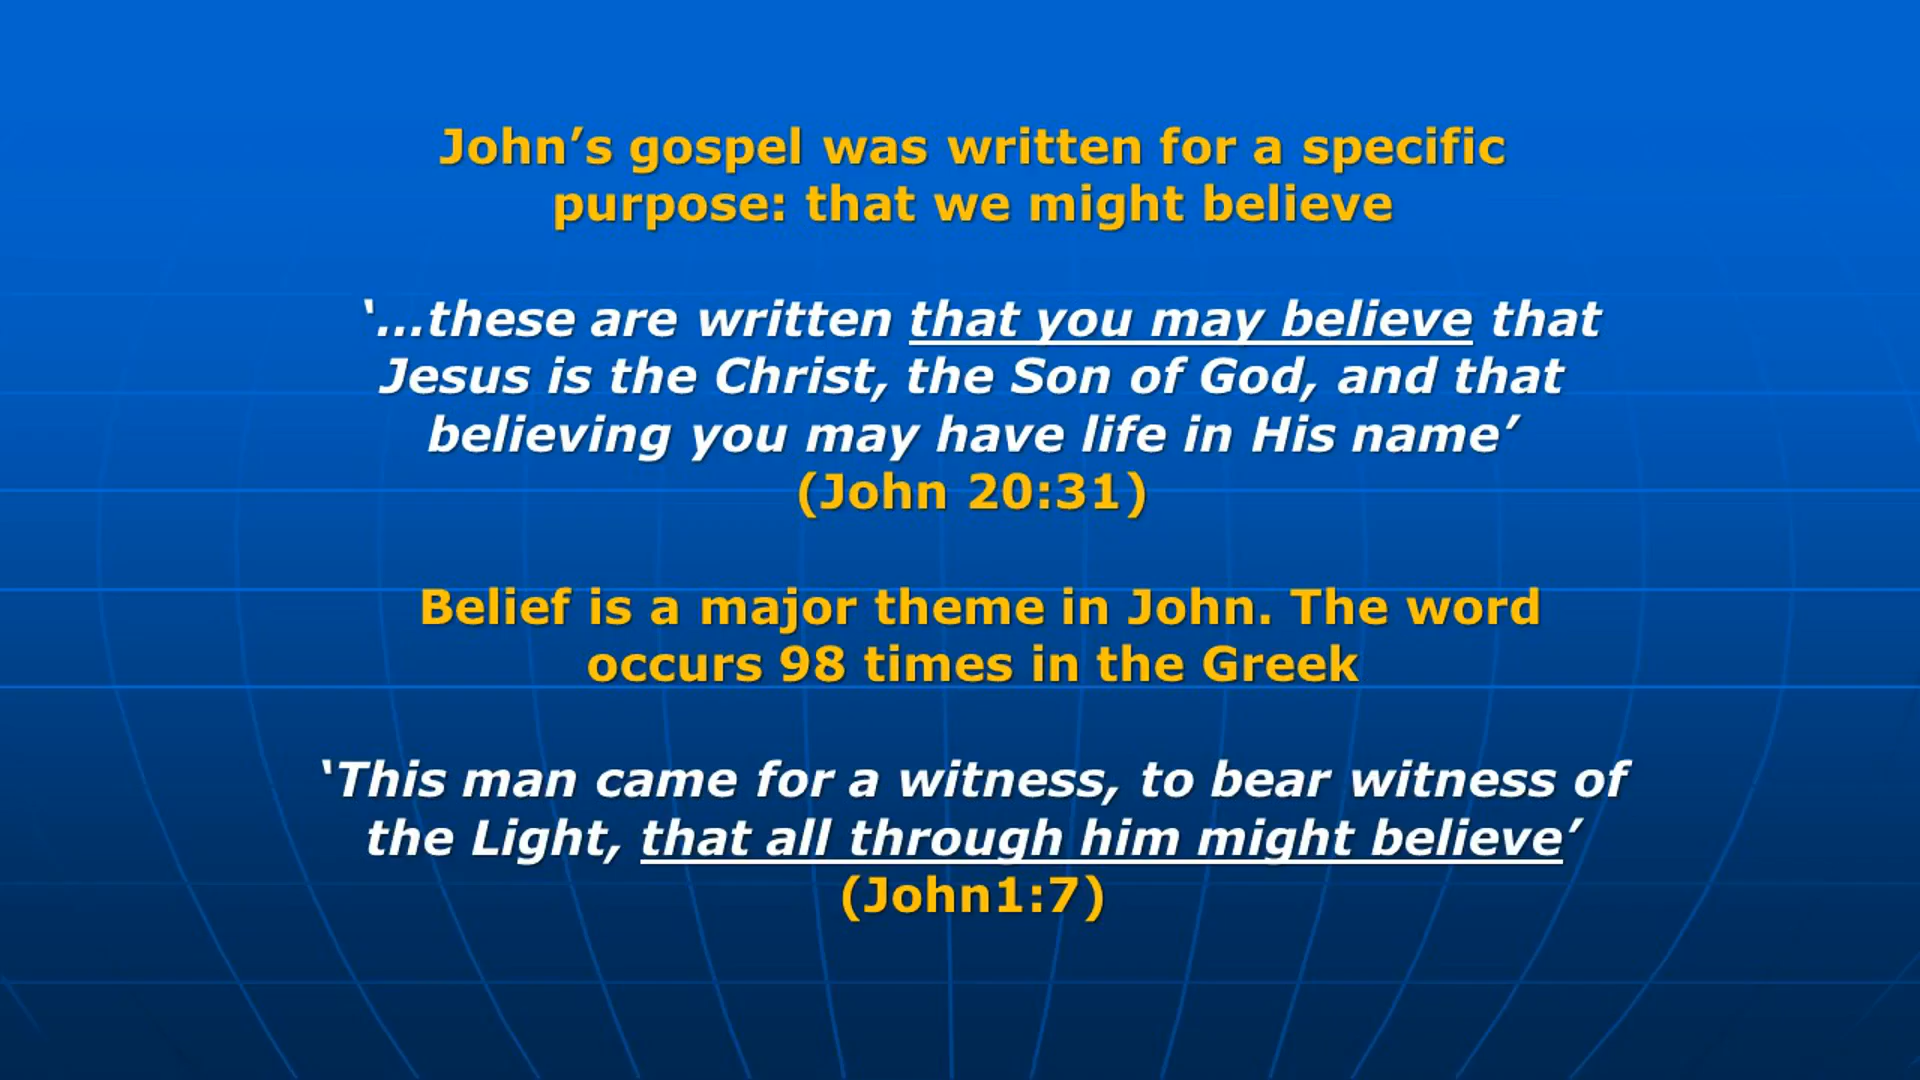 John’s gospel was written for a specific
purpose: that we might believe
‘…these are written that you may believe that
Jesus is the Christ, the Son of God, and that
believing you may have life in His name’
(John 20:31)
Belief is a major theme in John. The word
occurs 98 times in the Greek
‘This man came for a witness, to bear witness of
the Light, that all through him might believe’
(John1:7)